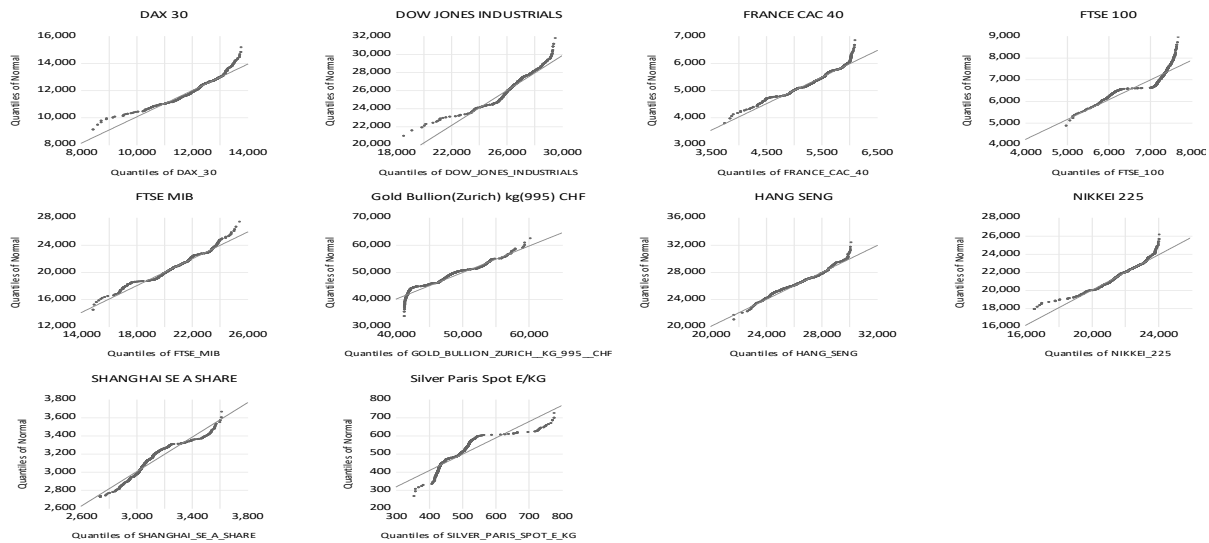 DAX 30
Quantiles of Normal
16,000
14,000
12,000
10,000
8,000
8,000 10,000 12,000 14,000
Quantiles of DAX_30
DOW JONES INDUSTRIALS
Quantiles of Normal
32,000
30,000
28,000
26,000
24,000
22,000
20,000
18,000 22,000 26,000 30,000
Quantiles of DOW_JONES_INDUSTRIALS
FRANCE CAC 40
Quantiles of Normal
7,000
6,000
5,000
4,000
3,000
3,500 4,500 5,500 6,500
Quantiles of FRANCE_CAC_40
FTSE 100
Quantiles of Normal
9,000
8,000
7,000
6,000
5,000
4,000
4,000 5,000 6,000 7,000 8,000
Quantiles of FTSE_100
FTSE MIB
Quantiles of Normal
28,000
24,000
20,000
16,000
12,000
14,000 18,000 22,000 26,000
Quantiles of FTSE_MIB
Gold Bullion(Zurich) kg(995) CHF
Quantiles of Normal
70,000
60,000
50,000
40,000
30,000
40,000 50,000 60,000
Quantiles of GOLD_BULLION_ZURICH__KG_995__CHF
HANG SENG
Quantiles of Normal
36,000
32,000
28,000
24,000
20,000
20,000 24,000 28,000 32,000
Quantiles of HANG_SENG
NIKKEI 225
Quantiles of Normal
28,000
26,000
24,000
22,000
20,000
18,000
16,000
16,000 20,000 24,000
Quantiles of NIKKEI_225
SHANGHAI SE A SHARE
Quantiles of Normal
3,800
3,600
3,400
3,200
3,000
2,800
2,600
2,600 3,000 3,400 3,800
Quantiles of SHANGHAI_SE_A_SHARE
Silver Paris Spot E/KG
Quantiles of Normal
800
700
600
500
400
300
200
300 400 500 600 700 800
Quantiles of SILVER_PARIS_SPOT_E_KG